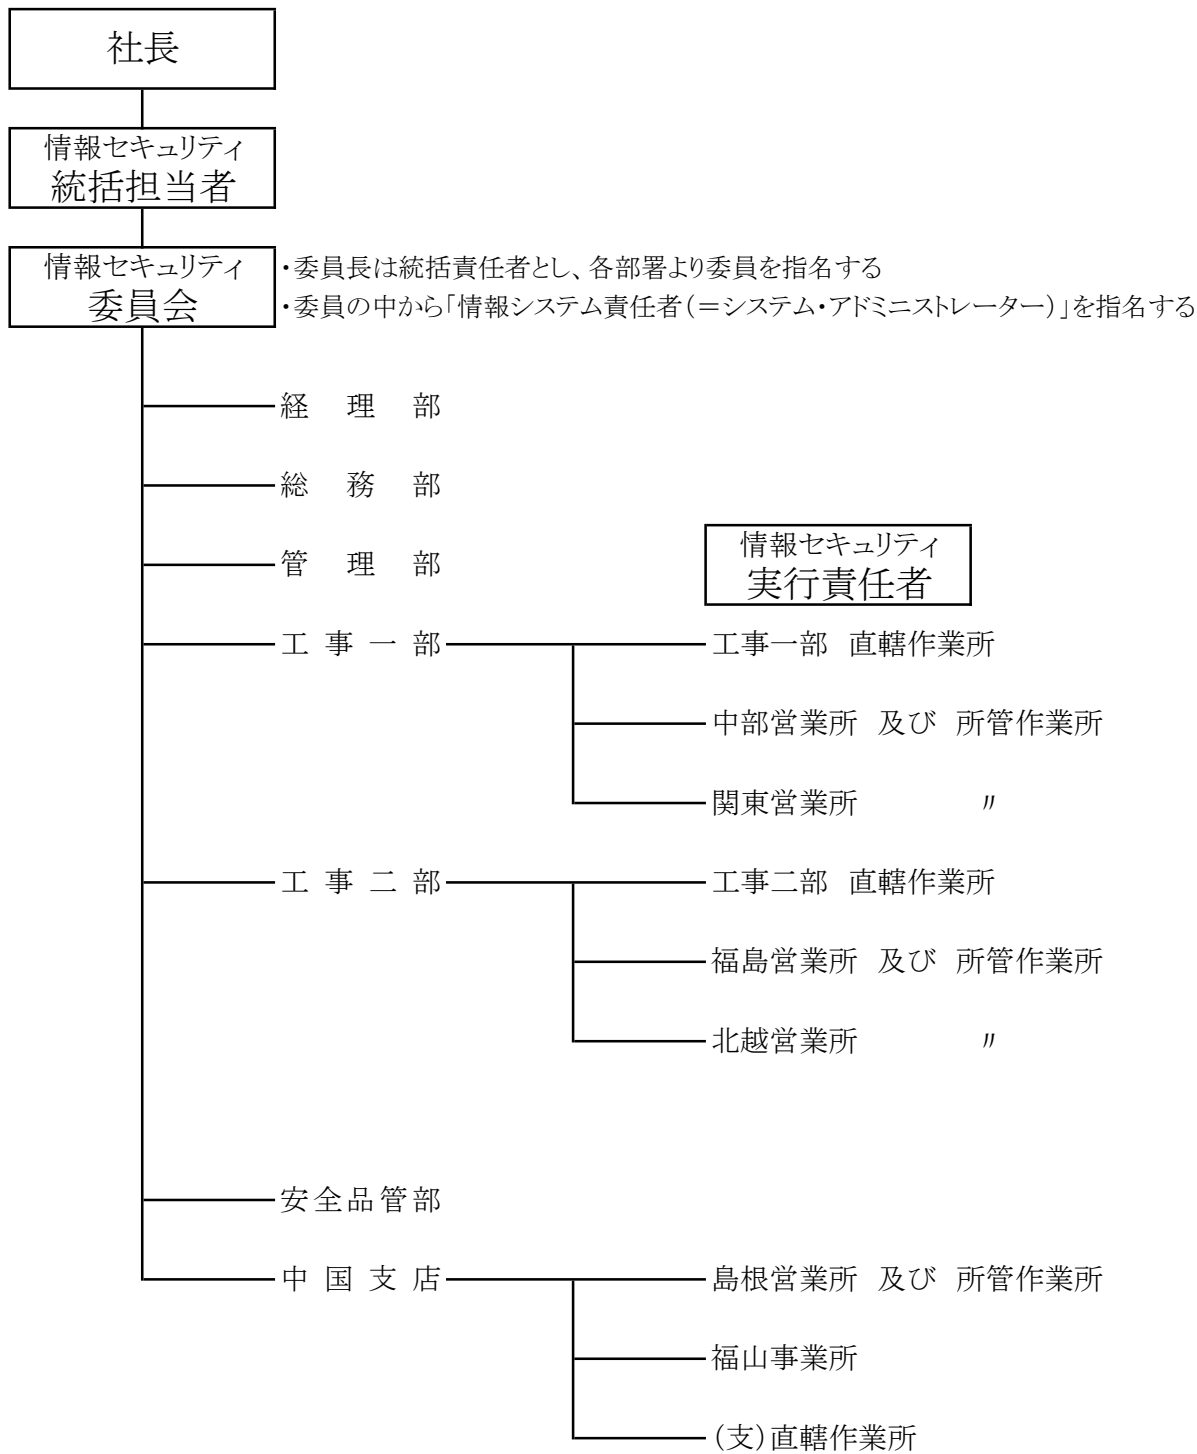 社長
情報セキュリティ
統括担当者
情報セキュリティ
委員会
・委員長は統括責任者とし、各部署より委員を指名する
・委員の中から「情報システム責任者(＝システム・アドミニストレーター)」を指名する
経　理　部
総　務　部
管　理　部
情報セキュリティ
実行責任者
工 事 一 部
工事一部 直轄作業所
中部営業所 及び 所管作業所
関東営業所 〃
工 事 二 部
工事二部 直轄作業所
福島営業所 及び 所管作業所
北越営業所 〃
安全品管部
中 国 支 店
島根営業所 及び 所管作業所
福山事業所
(支)直轄作業所